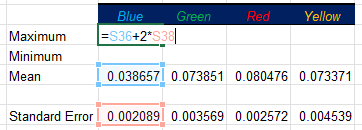 Blue Green Red Yellow
Maximum =S36+2*S38
Minimum
Mean 0.038657 0.073851 0.080476 0.073371
Standard Error 0.002089 0.003569 0.002572 0.004539